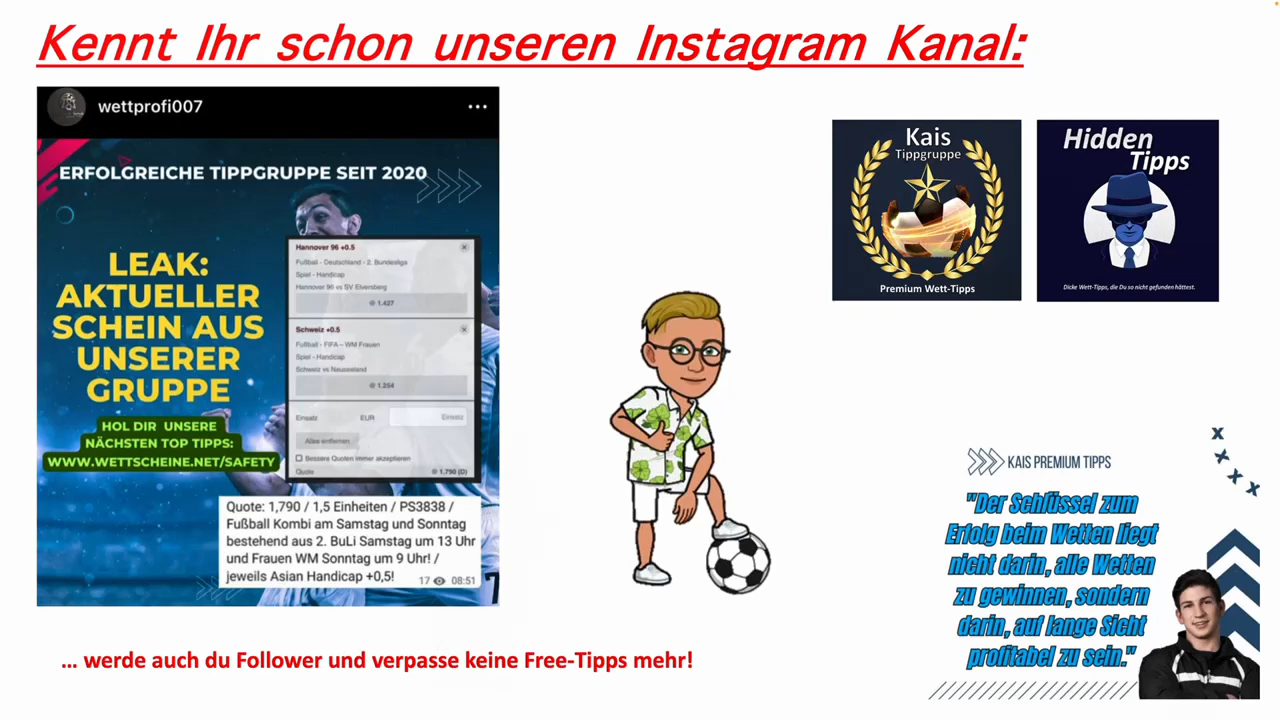 Kennt Ihr schon unseren Instagram Kanal:
wettprofi007
ERFOLGREICHE TIPPGRUPPE SEIT 2020
LEAK:
AKTUELLER
SCHEIN AUS
UNSERER
GRUPPE
HOL DIR UNSERE
NÄCHSTEN TOP TIPPS:
WWW.WETTSCHEINE.NET/SAFETY
Hannover 96 +0.5
Fußball - Deutschland - 2. Bundesliga
Spiel - Handicap
Hannover 96 vs SV Elversberg
@ 1.427
Schweiz +0.5
Fußball - FIFA - WM Frauen
Spiel - Handicap
Schweiz vs Neuseeland
@ 1.254
Einsatz EUR Einsatz
Alles entfernen
Bessere Quoten immer akzeptieren
Quote @ 1.790 (D)
Quote: 1,790 / 1,5 Einheiten / PS3838 /
Fußball Kombi am Samstag und Sonntag
bestehend aus 2. BuLi Samstag um 13 Uhr
und Frauen WM Sonntag um 9 Uhr! /
jeweils Asian Handicap +0,5!
17 08:51
Kais
Tippgruppe
Premium Wett-Tipps
Hidden
Tipps
Dicke Wett-Tipps, die Du so nicht gefunden hättest.
KAIS PREMIUM TIPPS
"Der Schlüssel zum
Erfolg beim Wetten liegt
nicht darin, alle Wetten
zu gewinnen, sondern
darin, auf lange Sicht
profitabel zu sein."
... werde auch du Follower und verpasse keine Free-Tipps mehr!